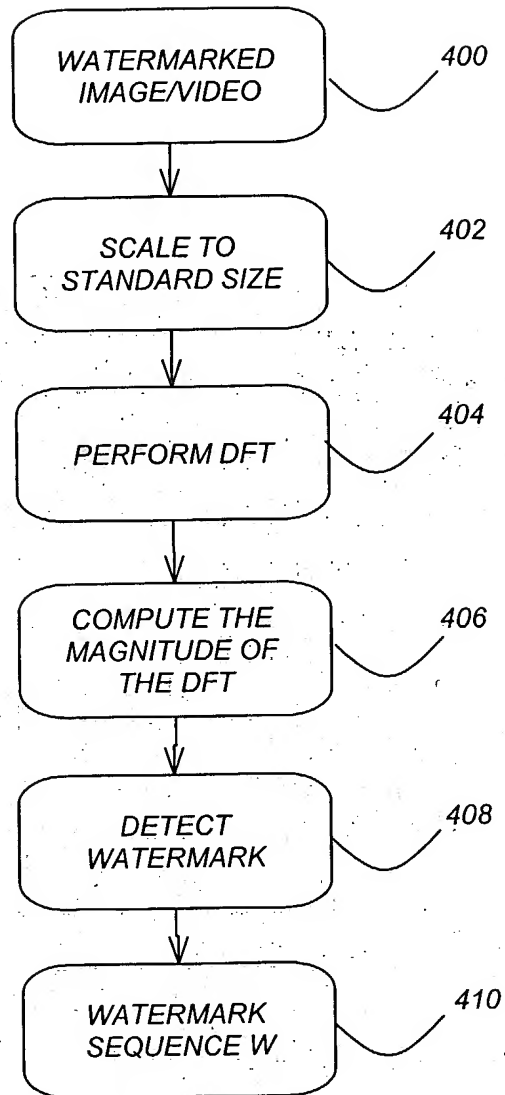 WATERMARKED
IMAGE/VIDEO
400
SCALE TO
STANDARD SIZE
402
PERFORM DFT
404
COMPUTE THE
MAGNITUDE OF
THE DFT
406
DETECT
WATERMARK
408
WATERMARK
SEQUENCE W
410